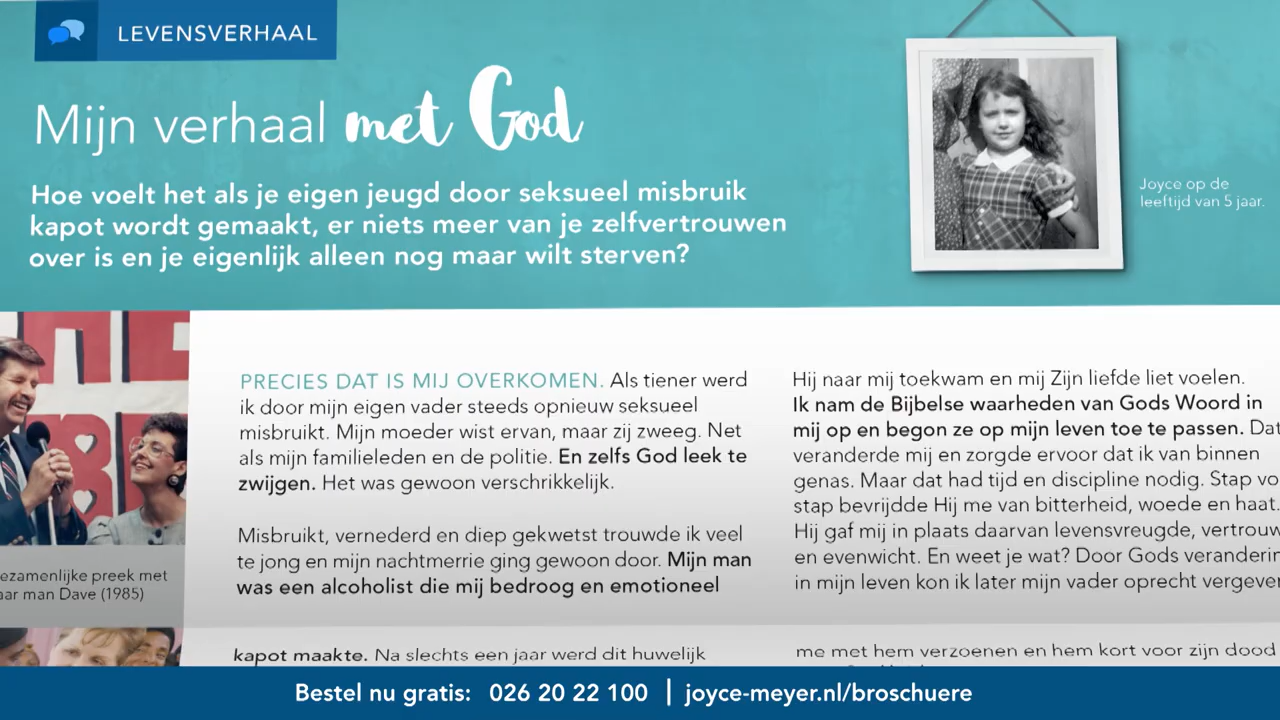 LEVENSVERHAAL
Mijn verhaal met God
Hoe voelt het als je eigen jeugd door seksueel misbruik
kapot wordt gemaakt, er niets meer van je zelfvertrouwen
over is en je eigenlijk alleen nog maar wilt sterven?
Joyce op de
leeftijd van 5 jaar.
PRECIES DAT IS MIJ OVERKOMEN. Als tiener werd
ik door mijn eigen vader steeds opnieuw seksueel
misbruikt. Mijn moeder wist ervan, maar zij zweeg. Net
als mijn familieleden en de politie. En zelfs God leek te
zwijgen. Het was gewoon verschrikkelijk.
Misbruikt, vernederd en diep gekwetst trouwde ik veel
te jong en mijn nachtmerrie ging gewoon door. Mijn man
was een alcoholist die mij bedroog en emotioneel
kapot maakte. Na slechts een jaar werd dit huwelijk
Hij naar mij toekwam en mij Zijn liefde liet voelen.
Ik nam de Bijbelse waarheden van Gods Woord in
mij op en begon ze op mijn leven toe te passen. Dat
veranderde mij en zorgde ervoor dat ik van binnen
genas. Maar dat had tijd en discipline nodig. Stap vo
stap bevrijdde Hij me van bitterheid, woede en haat.
Hij gaf mij in plaats daarvan levensvreugde, vertrouw
en evenwicht. En weet je wat? Door Gods veranderin
in mijn leven kon ik later mijn vader oprecht vergeven
me met hem verzoenen en hem kort voor zijn dood
ezamenlijke preek met
aar man Dave (1985)
Bestel nu gratis: 026 20 22 100 | joyce-meyer.nl/broschuere